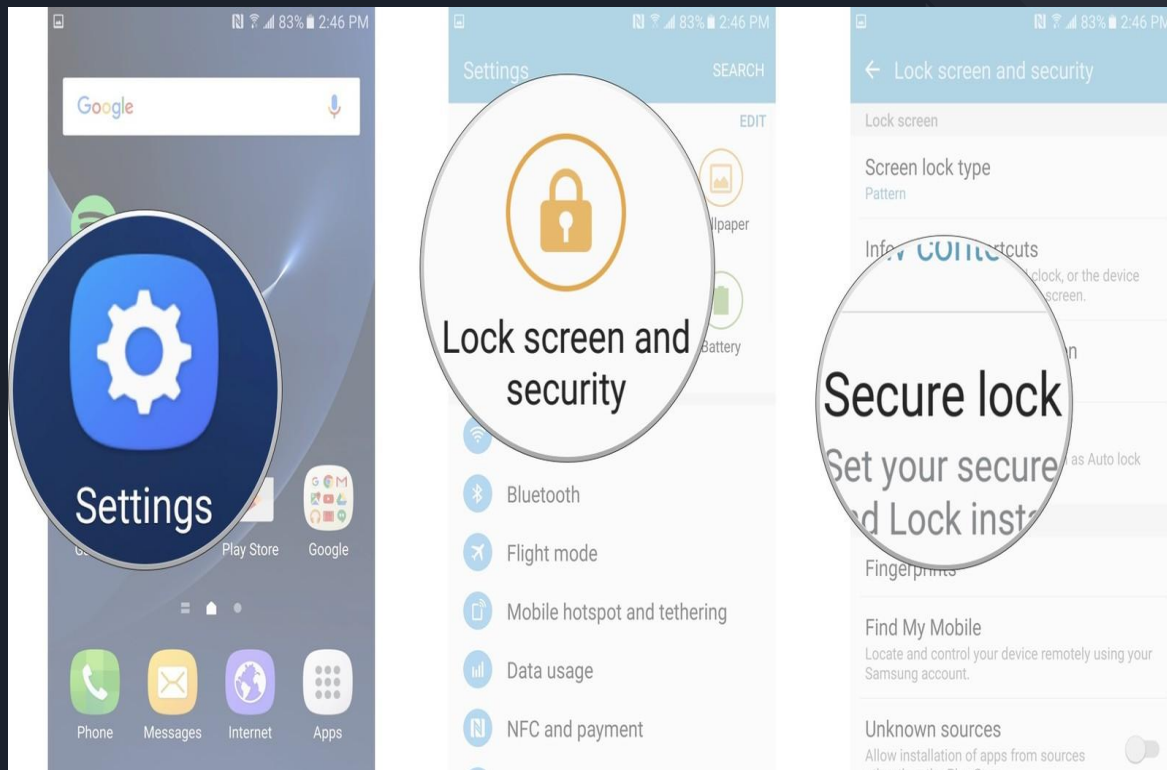 83% 2:46 PM
Google
Settings
Play Store
Google
Phone
Messages
Internet
Apps
83% 2:46 PM
Settings
SEARCH
EDIT
Lock screen and
security
Battery
Bluetooth
Flight mode
Mobile hotspot and tethering
Data usage
NFC and payment
83% 2:46 PM
Lock screen and security
Lock screen
Screen lock type
Pattern
clock, or the device
screen.
Secure lock
Set your secure
as Auto lock
Lock
Fingerprints
Find My Mobile
Locate and control your device remotely using your
Samsung account.
Unknown sources
Allow installation of apps from sources